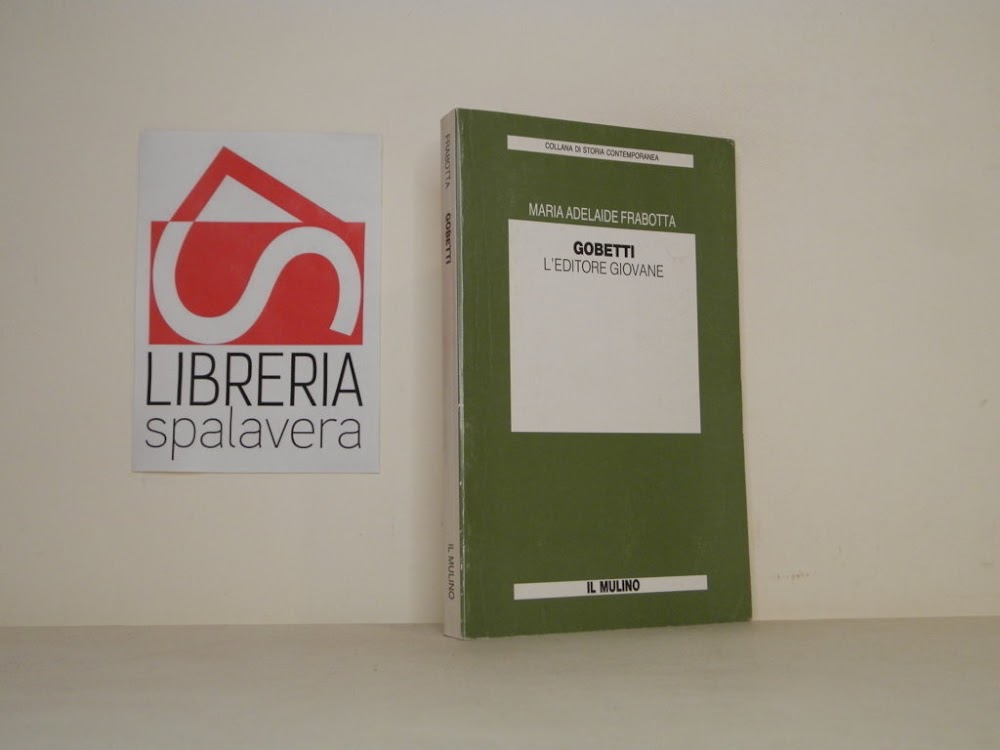 LIBRERIA
spalavera
FRABOTTA GOBETTI IL MULINO
COLLANA DI STORIA CONTEMPORANEA
MARIA ADELAIDE FRABOTTA
GOBETTI
L'EDITORE GIOVANE
IL MULINO